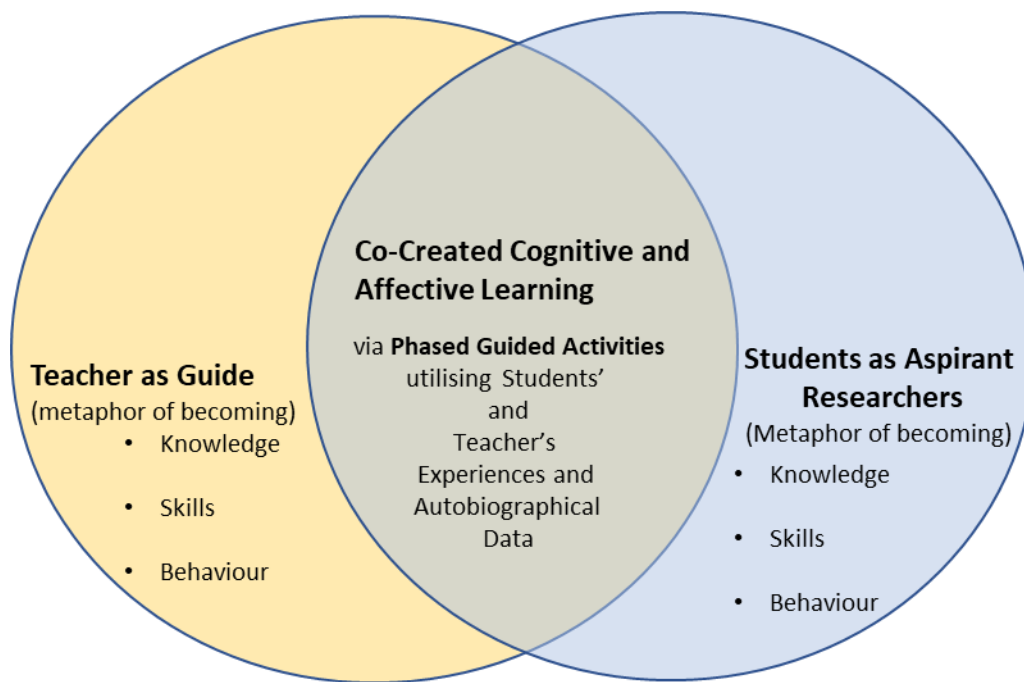 Teacher as Guide
(metaphor of becoming)
• Knowledge
• Skills
• Behaviour
Co-Created Cognitive and
Affective Learning
via Phased Guided Activities
utilising Students’
and
Teacher’s
Experiences and
Autobiographical
Data
Students as Aspirant
Researchers
(Metaphor of becoming)
• Knowledge
• Skills
• Behaviour